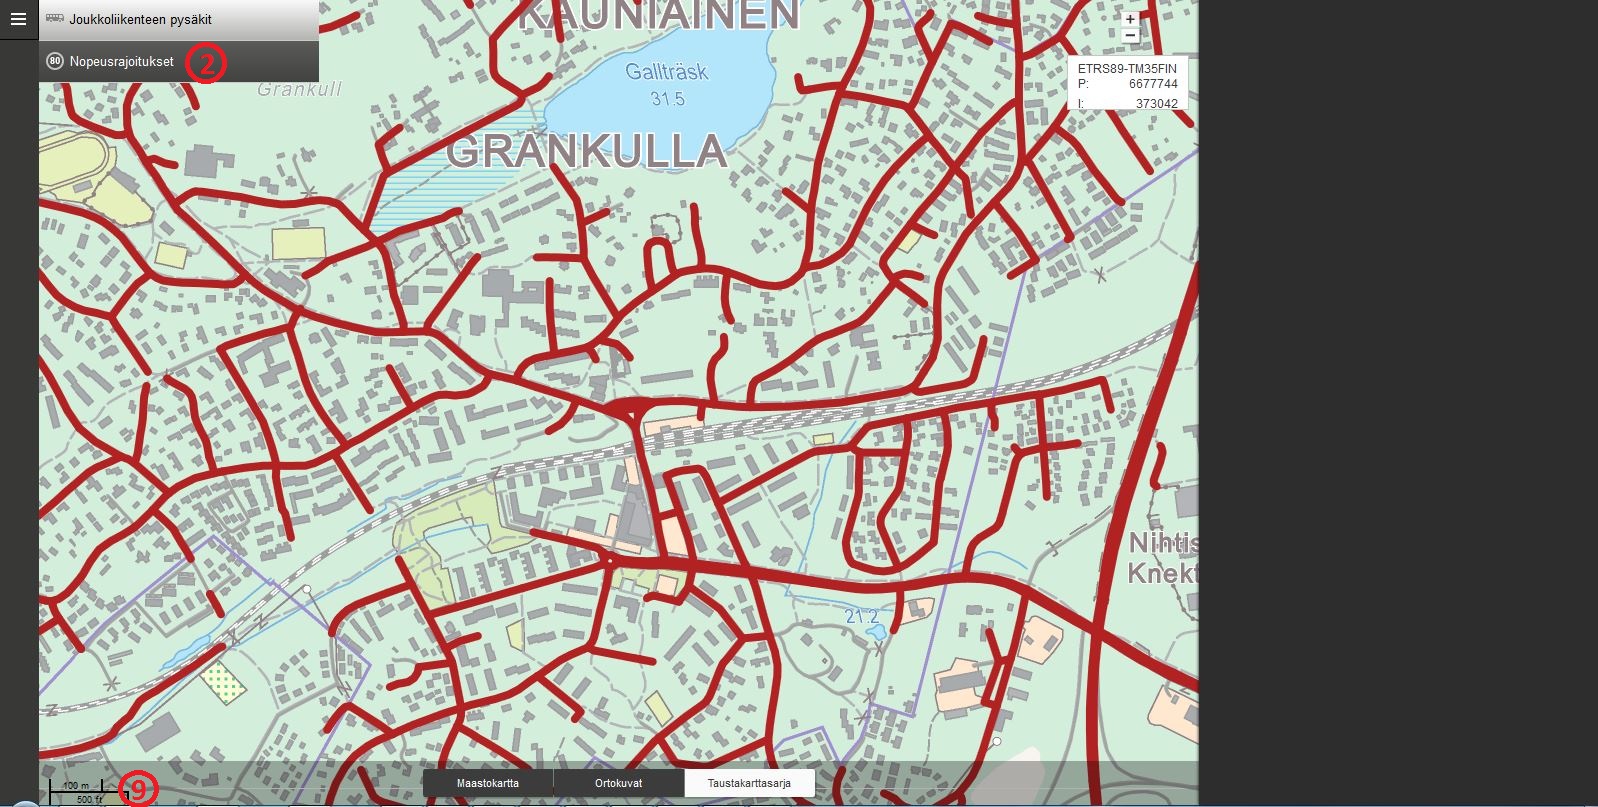 Joukkoliikenteen pysäkit
80 Nopeusrajoitukset 2
KAUNIAINEN
Grankull
Gallträsk
31.5
GRANKULLA
+
−
ETRS89-TM35FIN
P: 6677744
I: 373042
Nihtis
Knekt
21.2
Z
Z
Z
Z
100 m
500 ft
9
Maastokartta
Ortokuvat
Taustakarttasarja